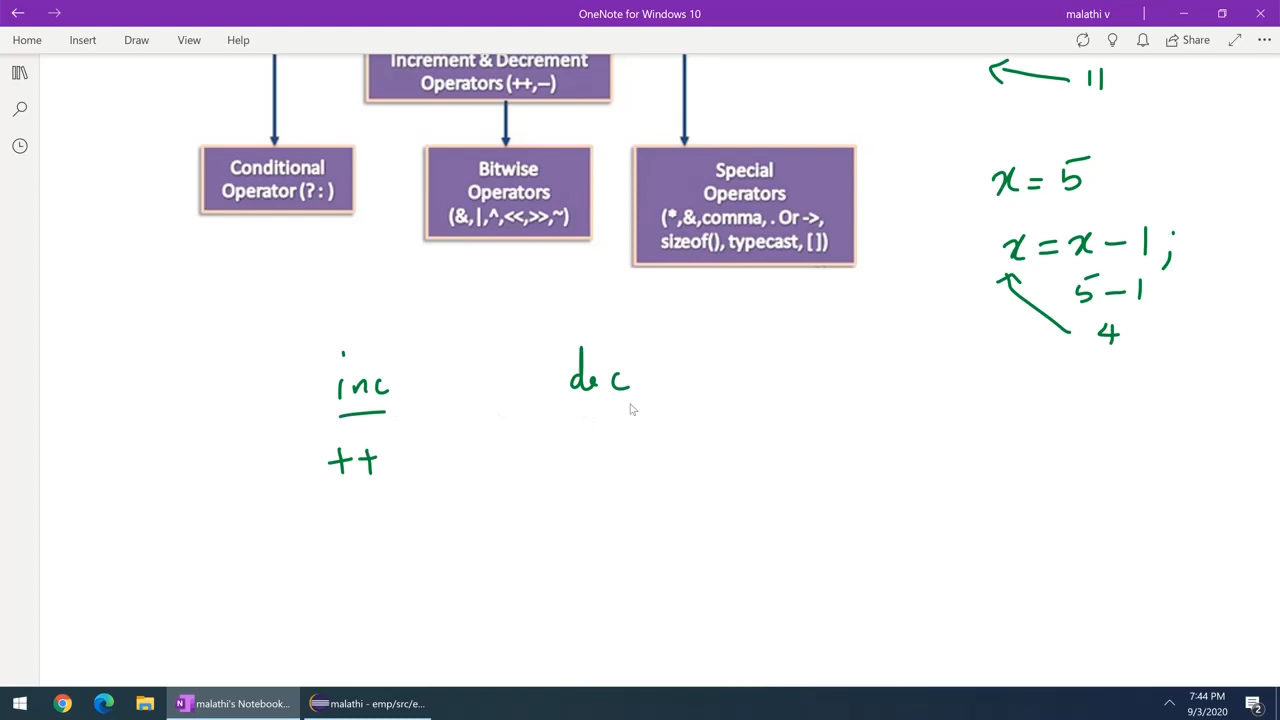 OneNote for Windows 10
malathi v
Home
Insert
Draw
View
Help
Share
Increment & Decrement
Operators (++,–)
Conditional
Operator (? : )
Bitwise
Operators
(&,|,^,<<,>>,~)
Special
Operators
(*,&,comma, . Or ->,
sizeof(), typecast, [ ])
11
x = 5
x = x - 1 ;
5 - 1
4
inc
dec
++
malathi's Notebook...
malathi - emp/src/e...
7:44 PM
9/3/2020
2